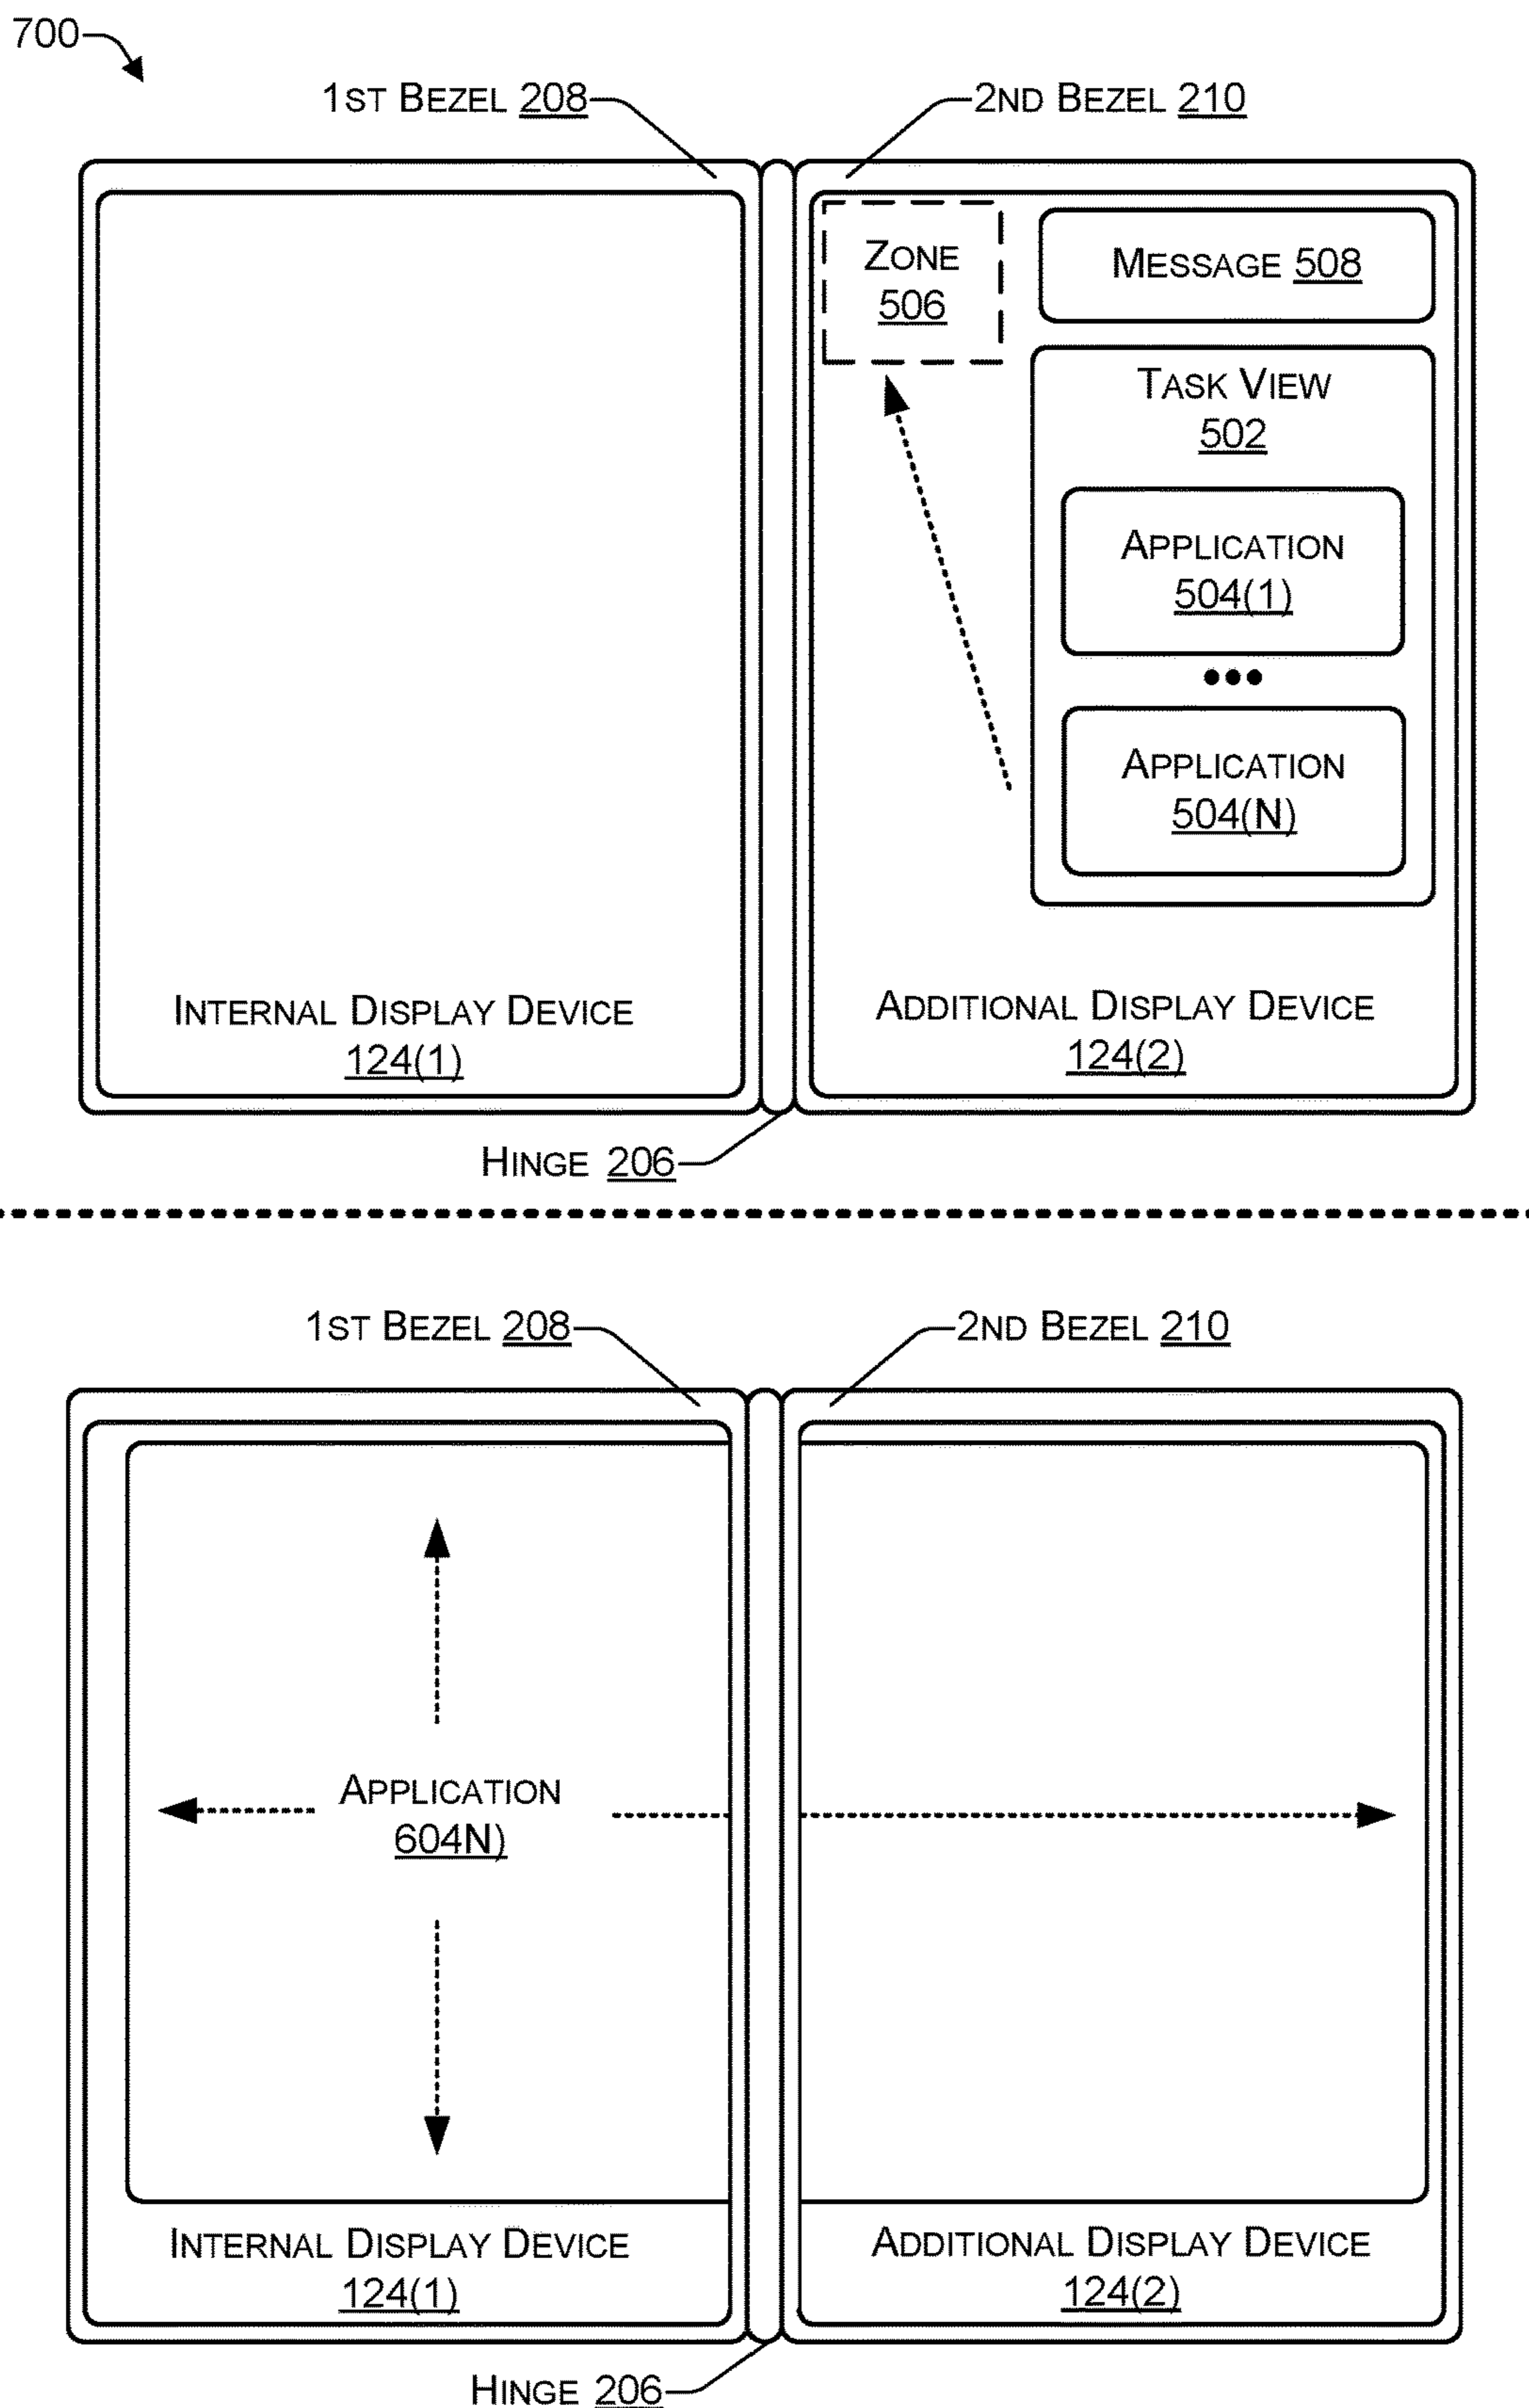 700
1ST BEZEL 208
2ND BEZEL 210
ZONE
506
MESSAGE 508
TASK VIEW
502
APPLICATION
504(1)
•••
APPLICATION
504(N)
INTERNAL DISPLAY DEVICE
124(1)
ADDITIONAL DISPLAY DEVICE
124(2)
HINGE 206
1ST BEZEL 208
2ND BEZEL 210
APPLICATION
604N)
INTERNAL DISPLAY DEVICE
124(1)
ADDITIONAL DISPLAY DEVICE
124(2)
HINGE 206